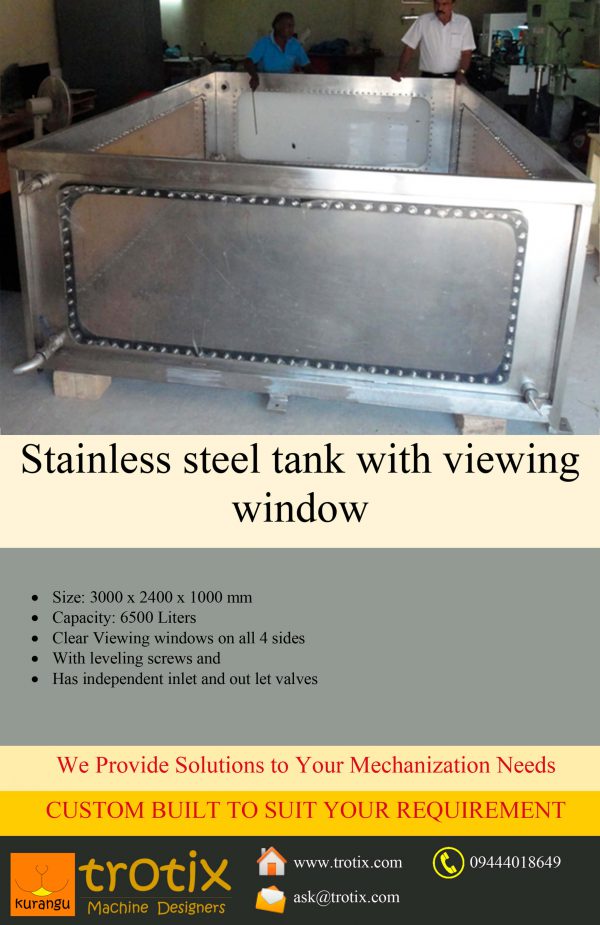 Stainless steel tank with viewing
window
• Size: 3000 x 2400 x 1000 mm
• Capacity: 6500 Liters
• Clear Viewing windows on all 4 sides
• With leveling screws and
• Has independent inlet and out let valves
We Provide Solutions to Your Mechanization Needs
CUSTOM BUILT TO SUIT YOUR REQUIREMENT
kurangu
trotix
Machine Designers
www.trotix.com
09444018649
ask@trotix.com